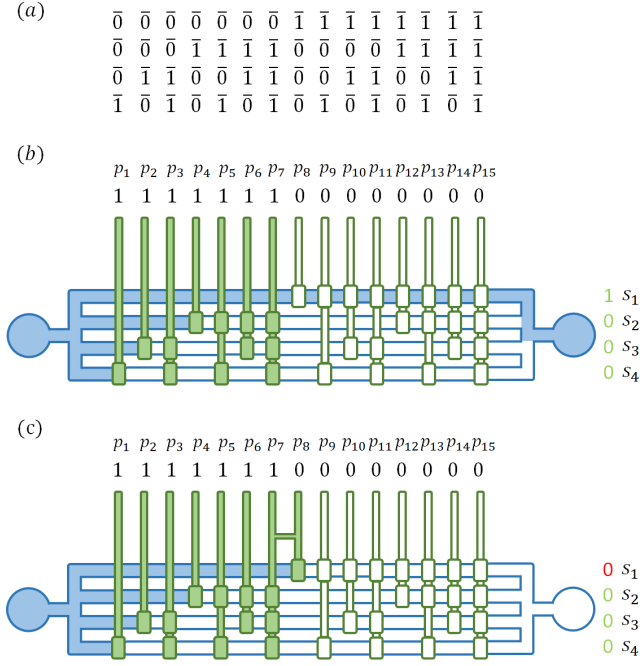 (a)
0̅ 0̅ 0̅ 0̅ 0̅ 0̅ 0̅ 1̅ 1̅ 1̅ 1̅ 1̅ 1̅ 1̅ 1̅
0̅ 0̅ 0̅ 1̅ 1̅ 1̅ 1̅ 0̅ 0̅ 0̅ 0̅ 1̅ 1̅ 1̅ 1̅
0̅ 1̅ 1̅ 0̅ 0̅ 1̅ 1̅ 0̅ 0̅ 1̅ 1̅ 0̅ 0̅ 1̅ 1̅
1̅ 0̅ 1̅ 0̅ 1̅ 0̅ 1̅ 0̅ 1̅ 0̅ 1̅ 0̅ 1̅ 0̅ 1̅
(b)
p₁ p₂ p₃ p₄ p₅ p₆ p₇ p₈ p₉ p₁₀ p₁₁ p₁₂ p₁₃ p₁₄ p₁₅
1 1 1 1 1 1 1 0 0 0 0 0 0 0 0
1 s₁
0 s₂
0 s₃
0 s₄
(c)
p₁ p₂ p₃ p₄ p₅ p₆ p₇ p₈ p₉ p₁₀ p₁₁ p₁₂ p₁₃ p₁₄ p₁₅
1 1 1 1 1 1 1 0 0 0 0 0 0 0 0
0 s₁
0 s₂
0 s₃
0 s₄